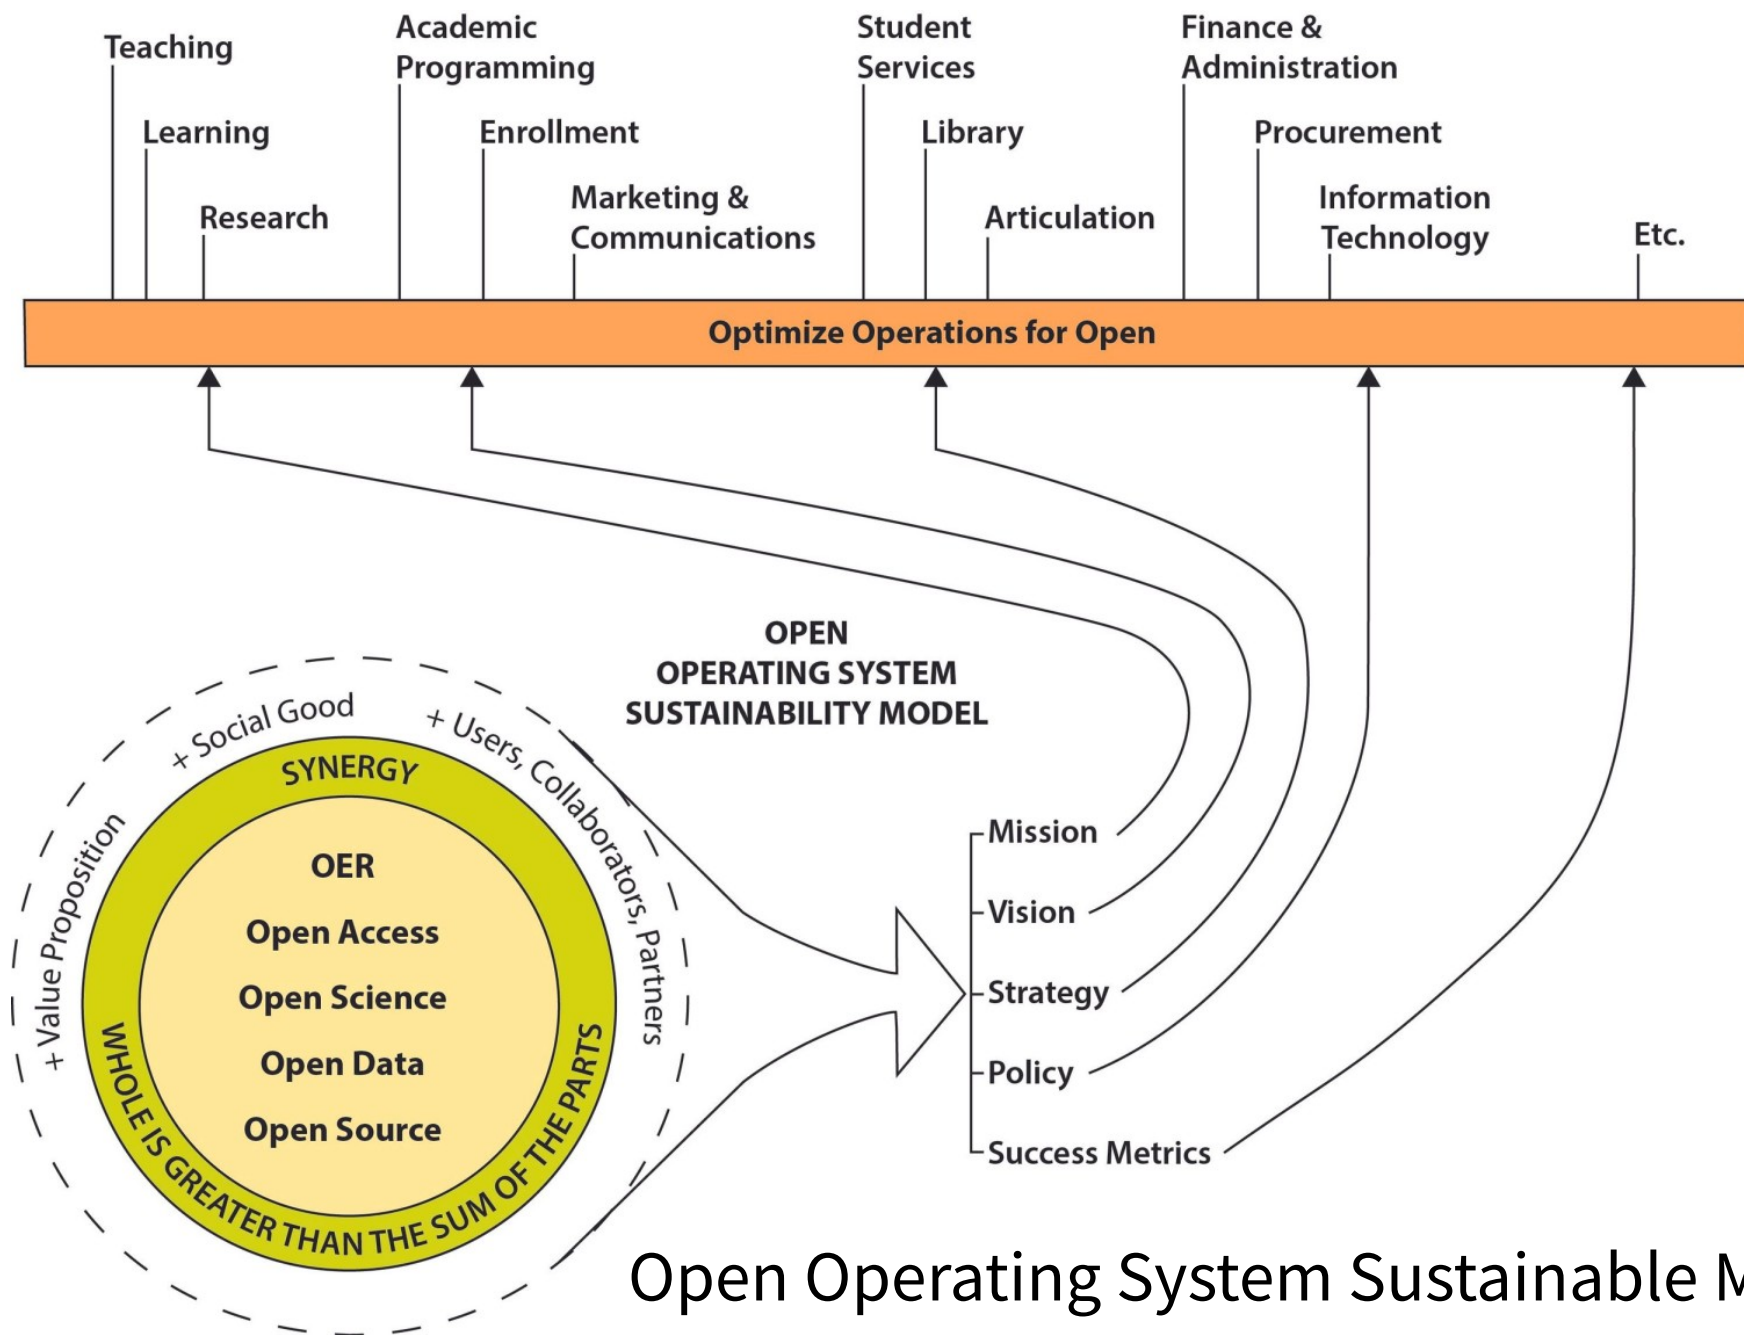 Teaching
Academic
Programming
Student
Services
Finance &
Administration
Learning
Enrollment
Library
Procurement
Research
Marketing &
Communications
Articulation
Information
Technology
Etc.
Optimize Operations for Open
OPEN
OPERATING SYSTEM
SUSTAINABILITY MODEL
+ Value Proposition
+ Social Good
+ Users, Collaborators, Partners
SYNERGY
OER
Open Access
Open Science
Open Data
Open Source
WHOLE IS GREATER THAN THE SUM OF THE PARTS
Mission
Vision
Strategy
Policy
Success Metrics
Open Operating System Sustainable